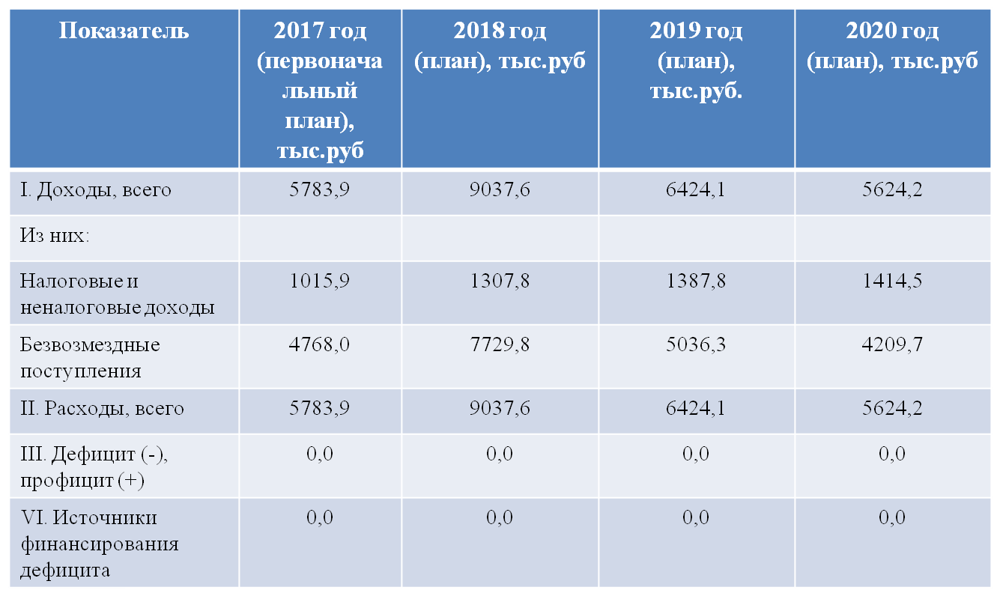 Показатель
2017 год
(первонача
льный
план),
тыс.руб
2018 год
(план), тыс.руб
2019 год
(план),
тыс.руб.
2020 год
(план), тыс.руб
I. Доходы, всего 5783,9 9037,6 6424,1 5624,2
Из них:
Налоговые и 1015,9 1307,8 1387,8 1414,5
неналоговые доходы
Безвозмездные 4768,0 7729,8 5036,3 4209,7
поступления
II. Расходы, всего 5783,9 9037,6 6424,1 5624,2
III. Дефицит (-), 0,0 0,0 0,0 0,0
профицит (+)
VI. Источники 0,0 0,0 0,0 0,0
финансирования
дефицита